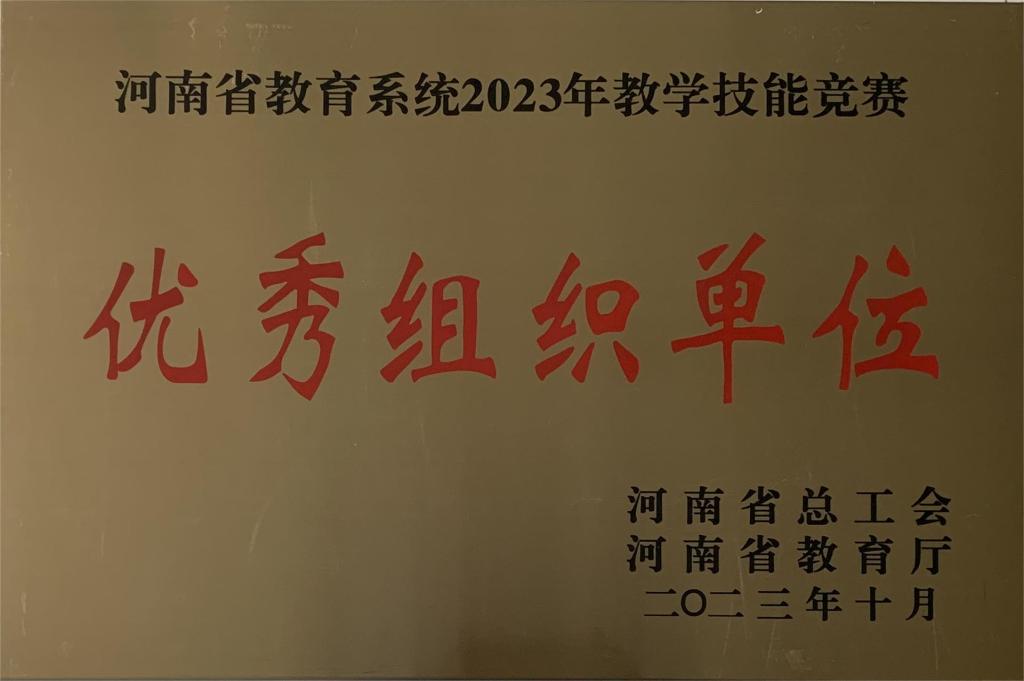 河南省教育系统2023年教学技能竞赛
优秀组织单位
河南省总工会
河南省教育厅
二〇二三年十月